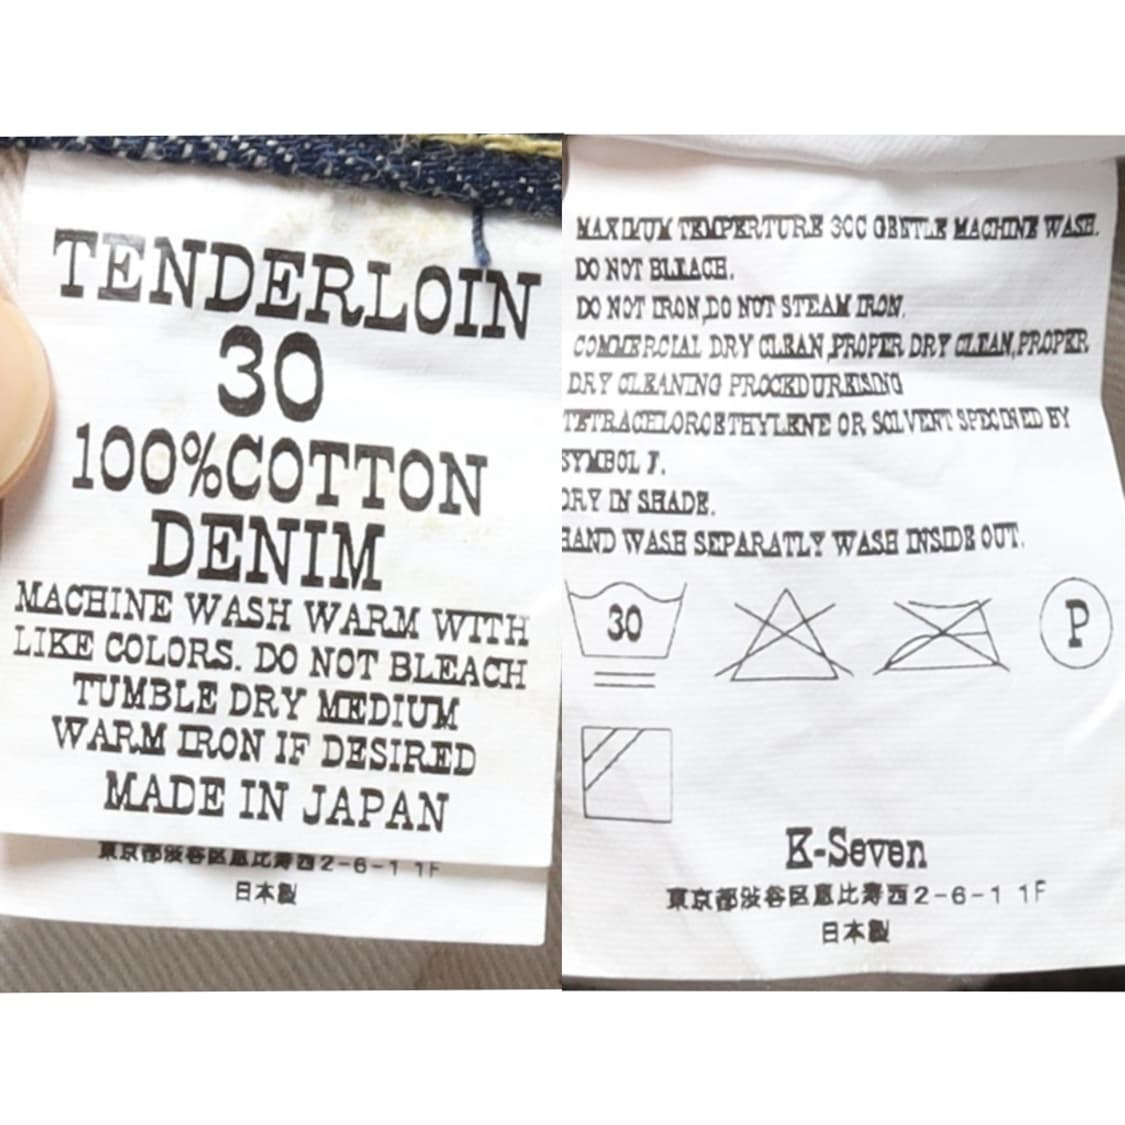 TENDERLOIN
30
100%COTTON
DENIM
MACHINE WASH WARM WITH
LIKE COLORS. DO NOT BLEACH
TUMBLE DRY MEDIUM
WARM IRON IF DESIRED
MADE IN JAPAN
東京都渋谷区恵比寿西2-6-1 1F
日本製
MAXIMUM TEMPERTURE 30C GENTLE MACHINE WASH.
DO NOT BLEACH.
DO NOT IRON,DO NOT STEAM IRON.
COMMERCIAL DRY CLEAN,PROPER DRY CLEAN,PROPER
DRY CLEANING PROCKDUREISING
TETRACHLOROETHYLENE OR SOLVENT SPECINED BY
SYMBOL F.
DRY IN SHADE.
HAND WASH SEPARATLY WASH INSIDE OUT.
30
P
K-Seven
東京都渋谷区恵比寿西2-6-1 1F
日本製